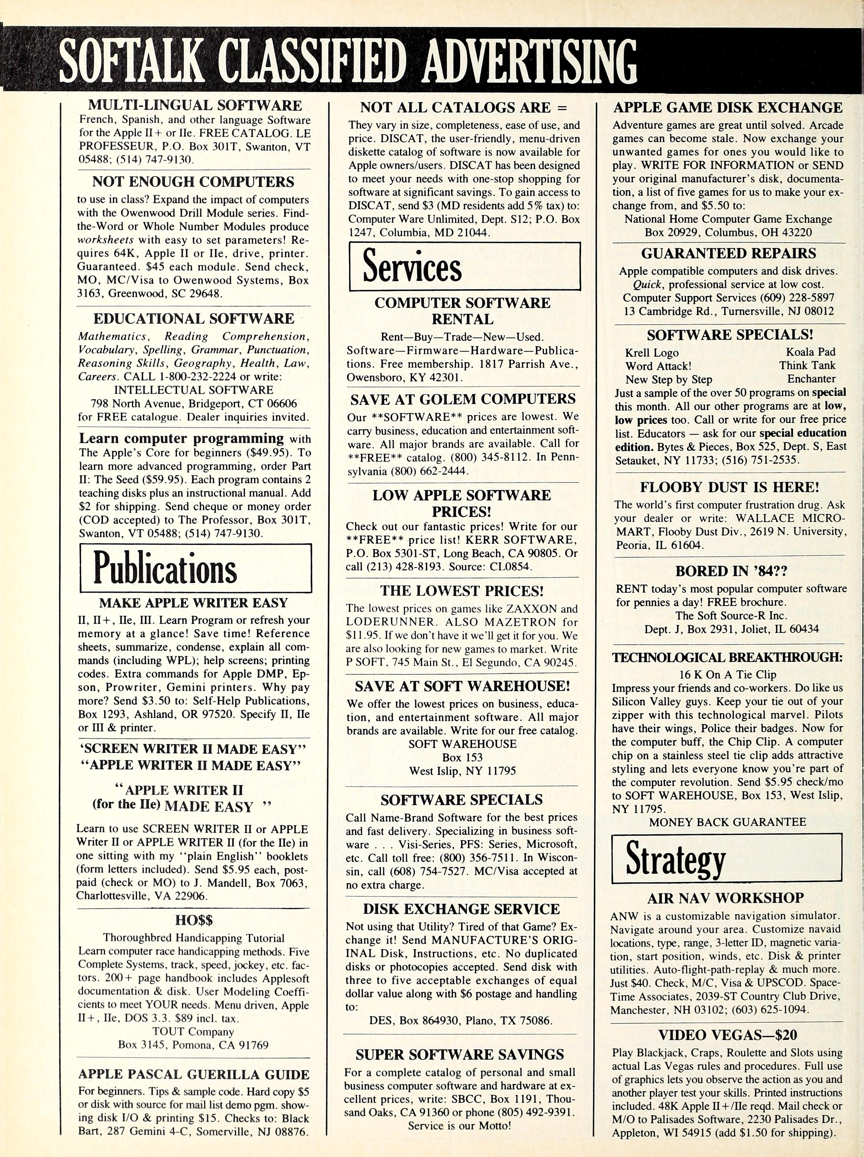 SOFTALK CLASSIFIED ADVERTISING
MULTI-LINGUAL SOFTWARE
French, Spanish, and other language Software
for the Apple II+ or IIe. FREE CATALOG. LE
PROFESSEUR, P.O. Box 301T, Swanton, VT
05488; (514) 747-9130.
NOT ENOUGH COMPUTERS
to use in class? Expand the impact of computers
with the Owenwood Drill Module series. Find-
the-Word or Whole Number Modules produce
worksheets with easy to set parameters! Re-
quires 64K, Apple II or IIe, drive, printer.
Guaranteed. $45 each module. Send check,
MO, MC/Visa to Owenwood Systems, Box
3163, Greenwood, SC 29648.
EDUCATIONAL SOFTWARE
Mathematics, Reading Comprehension,
Vocabulary, Spelling, Grammar, Punctuation,
Reasoning Skills, Geography, Health, Law,
Careers. CALL 1-800-232-2224 or write:
INTELLECTUAL SOFTWARE
798 North Avenue, Bridgeport, CT 06606
for FREE catalogue. Dealer inquiries invited.
Learn computer programming with
The Apple's Core for beginners ($49.95). To
learn more advanced programming, order Part
II: The Seed ($59.95). Each program contains 2
teaching disks plus an instructional manual. Add
$2 for shipping. Send cheque or money order
(COD accepted) to The Professor, Box 301T,
Swanton, VT 05488; (514) 747-9130.
Publications
MAKE APPLE WRITER EASY
II, II+, IIe, III. Learn Program or refresh your
memory at a glance! Save time! Reference
sheets, summarize, condense, explain all com-
mands (including WPL); help screens; printing
codes. Extra commands for Apple DMP, Ep-
son, Prowriter, Gemini printers. Why pay
more? Send $3.50 to: Self-Help Publications,
Box 1293, Ashland, OR 97520. Specify II, IIe
or III & printer.
'SCREEN WRITER II MADE EASY"
"APPLE WRITER II MADE EASY"
"APPLE WRITER II
(for the IIe) MADE EASY "
Learn to use SCREEN WRITER II or APPLE
Writer II or APPLE WRITER II (for the IIe) in
one sitting with my "plain English" booklets
(form letters included). Send $5.95 each, post-
paid (check or MO) to J. Mandell, Box 7063,
Charlottesville, VA 22906.
HO$$
Thoroughbred Handicapping Tutorial
Learn computer race handicapping methods. Five
Complete Systems, track, speed, jockey, etc. fac-
tors. 200+ page handbook includes Applesoft
documentation & disk. User Modeling Coeffi-
cients to meet YOUR needs. Menu driven, Apple
II+, IIe, DOS 3.3. $89 incl. tax.
TOUT Company
Box 3145, Pomona, CA 91769
APPLE PASCAL GUERILLA GUIDE
For beginners. Tips & sample code. Hard copy $5
or disk with source for mail list demo pgm. show-
ing disk I/O & printing $15. Checks to: Black
Bart, 287 Gemini 4-C, Somerville, NJ 08876.
NOT ALL CATALOGS ARE =
They vary in size, completeness, ease of use, and
price. DISCAT, the user-friendly, menu-driven
diskette catalog of software is now available for
Apple owners/users. DISCAT has been designed
to meet your needs with one-stop shopping for
software at significant savings. To gain access to
DISCAT, send $3 (MD residents add 5% tax) to:
Computer Ware Unlimited, Dept. S12; P.O. Box
1247, Columbia, MD 21044.
Services
COMPUTER SOFTWARE
RENTAL
Rent—Buy—Trade—New—Used.
Software—Firmware—Hardware—Publica-
tions. Free membership. 1817 Parrish Ave.,
Owensboro, KY 42301.
SAVE AT GOLEM COMPUTERS
Our **SOFTWARE** prices are lowest. We
carry business, education and entertainment soft-
ware. All major brands are available. Call for
**FREE** catalog. (800) 345-8112. In Penn-
sylvania (800) 662-2444.
LOW APPLE SOFTWARE
PRICES!
Check out our fantastic prices! Write for our
**FREE** price list! KERR SOFTWARE,
P.O. Box 5301-ST, Long Beach, CA 90805. Or
call (213) 428-8193. Source: CL0854.
THE LOWEST PRICES!
The lowest prices on games like ZAXXON and
LODERUNNER. ALSO MAZETRON for
$11.95. If we don't have it we'll get it for you. We
are also looking for new games to market. Write
P SOFT, 745 Main St., El Segundo, CA 90245.
SAVE AT SOFT WAREHOUSE!
We offer the lowest prices on business, educa-
tion, and entertainment software. All major
brands are available. Write for our free catalog.
SOFT WAREHOUSE
Box 153
West Islip, NY 11795
SOFTWARE SPECIALS
Call Name-Brand Software for the best prices
and fast delivery. Specializing in business soft-
ware . . . Visi-Series, PFS: Series, Microsoft,
etc. Call toll free: (800) 356-7511. In Wiscon-
sin, call (608) 754-7527. MC/Visa accepted at
no extra charge.
DISK EXCHANGE SERVICE
Not using that Utility? Tired of that Game? Ex-
change it! Send MANUFACTURE'S ORIG-
INAL Disk, Instructions, etc. No duplicated
disks or photocopies accepted. Send disk with
three to five acceptable exchanges of equal
dollar value along with $6 postage and handling
to:
DES, Box 864930, Plano, TX 75086.
SUPER SOFTWARE SAVINGS
For a complete catalog of personal and small
business computer software and hardware at ex-
cellent prices, write: SBCC, Box 1191, Thou-
sand Oaks, CA 91360 or phone (805) 492-9391.
Service is our Motto!
APPLE GAME DISK EXCHANGE
Adventure games are great until solved. Arcade
games can become stale. Now exchange your
unwanted games for ones you would like to
play. WRITE FOR INFORMATION or SEND
your original manufacturer's disk, documenta-
tion, a list of five games for us to make your ex-
change from, and $5.50 to:
National Home Computer Game Exchange
Box 20929, Columbus, OH 43220
GUARANTEED REPAIRS
Apple compatible computers and disk drives.
Quick, professional service at low cost.
Computer Support Services (609) 228-5897
13 Cambridge Rd., Turnersville, NJ 08012
SOFTWARE SPECIALS!
Krell Logo Koala Pad
Word Attack! Think Tank
New Step by Step Enchanter
Just a sample of the over 50 programs on special
this month. All our other programs are at low,
low prices too. Call or write for our free price
list. Educators — ask for our special education
edition. Bytes & Pieces, Box 525, Dept. S, East
Setauket, NY 11733; (516) 751-2535.
FLOOBY DUST IS HERE!
The world's first computer frustration drug. Ask
your dealer or write: WALLACE MICRO-
MART, Flooby Dust Div., 2619 N. University,
Peoria, IL 61604.
BORED IN '84??
RENT today's most popular computer software
for pennies a day! FREE brochure.
The Soft Source-R Inc.
Dept. J, Box 2931, Joliet, IL 60434
TECHNOLOGICAL BREAKTHROUGH:
16 K On A Tie Clip
Impress your friends and co-workers. Do like us
Silicon Valley guys. Keep your tie out of your
zipper with this technological marvel. Pilots
have their wings, Police their badges. Now for
the computer buff, the Chip Clip. A computer
chip on a stainless steel tie clip adds attractive
styling and lets everyone know you're part of
the computer revolution. Send $5.95 check/mo
to SOFT WAREHOUSE, Box 153, West Islip,
NY 11795.
MONEY BACK GUARANTEE
Strategy
AIR NAV WORKSHOP
ANW is a customizable navigation simulator.
Navigate around your area. Customize navaid
locations, type, range, 3-letter ID, magnetic varia-
tion, start position, winds, etc. Disk & printer
utilities. Auto-flight-path-replay & much more.
Just $40. Check, M/C, Visa & UPSCOD. Space-
Time Associates, 2039-ST Country Club Drive,
Manchester, NH 03102; (603) 625-1094.
VIDEO VEGAS—$20
Play Blackjack, Craps, Roulette and Slots using
actual Las Vegas rules and procedures. Full use
of graphics lets you observe the action as you and
another player test your skills. Printed instructions
included. 48K Apple II+/IIe reqd. Mail check or
M/O to Palisades Software, 2230 Palisades Dr.,
Appleton, WI 54915 (add $1.50 for shipping).